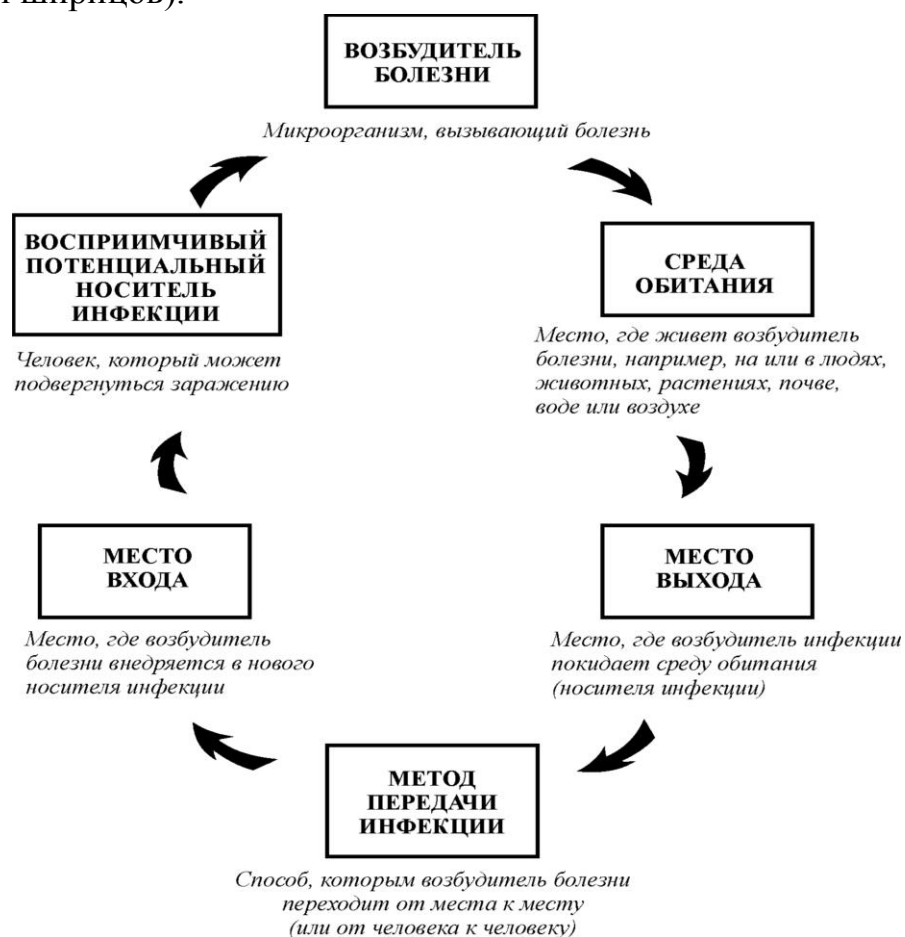 шприцов).
ВОЗБУДИТЕЛЬ
БОЛЕЗНИ
Микроорганизм, вызывающий болезнь
СРЕДА
ОБИТАНИЯ
Место, где живет возбудитель
болезни, например, на или в людях,
животных, растениях, почве,
воде или воздухе
МЕСТО
ВЫХОДА
Место, где возбудитель инфекции
покидает среду обитания
(носителя инфекции)
МЕТОД
ПЕРЕДАЧИ
ИНФЕКЦИИ
Способ, которым возбудитель болезни
переходит от места к месту
(или от человека к человеку)
МЕСТО
ВХОДА
Место, где возбудитель
болезни внедряется в нового
носителя инфекции
ВОСПРИИМЧИВЫЙ
ПОТЕНЦИАЛЬНЫЙ
НОСИТЕЛЬ
ИНФЕКЦИИ
Человек, который может
подвергнуться заражению